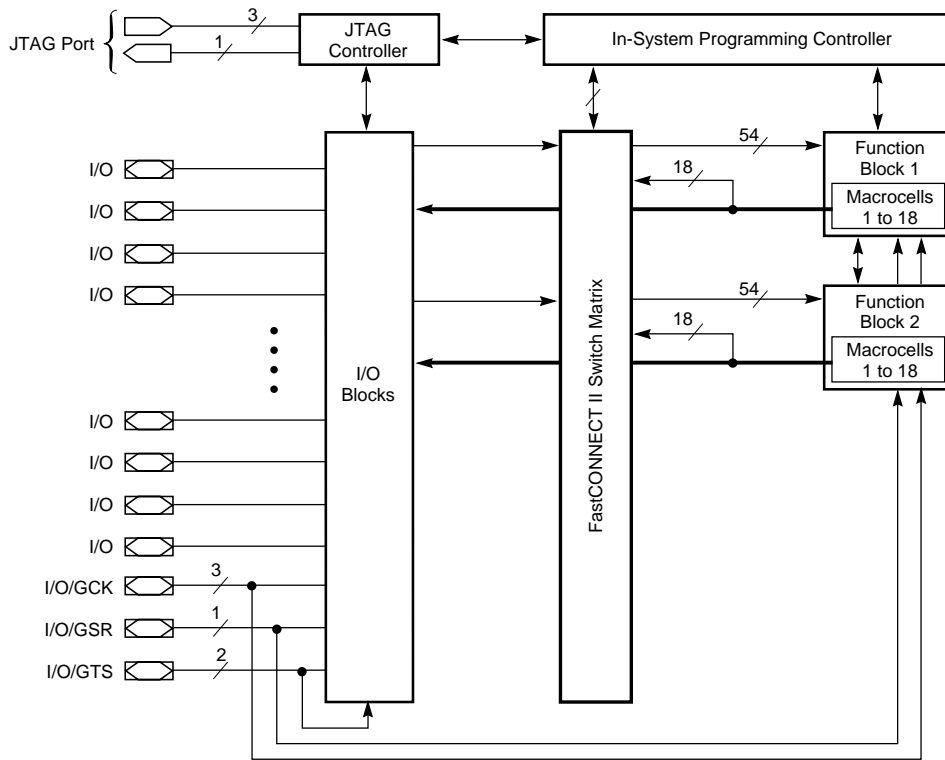 JTAG Port
3
1
JTAG
Controller
In-System Programming Controller
I/O
I/O
I/O
I/O
I/O
I/O
I/O
I/O
I/O/GCK
3
I/O/GSR
1
I/O/GTS
2
I/O
Blocks
FastCONNECT II Switch Matrix
54
18
Function
Block 1
Macrocells
1 to 18
54
18
Function
Block 2
Macrocells
1 to 18